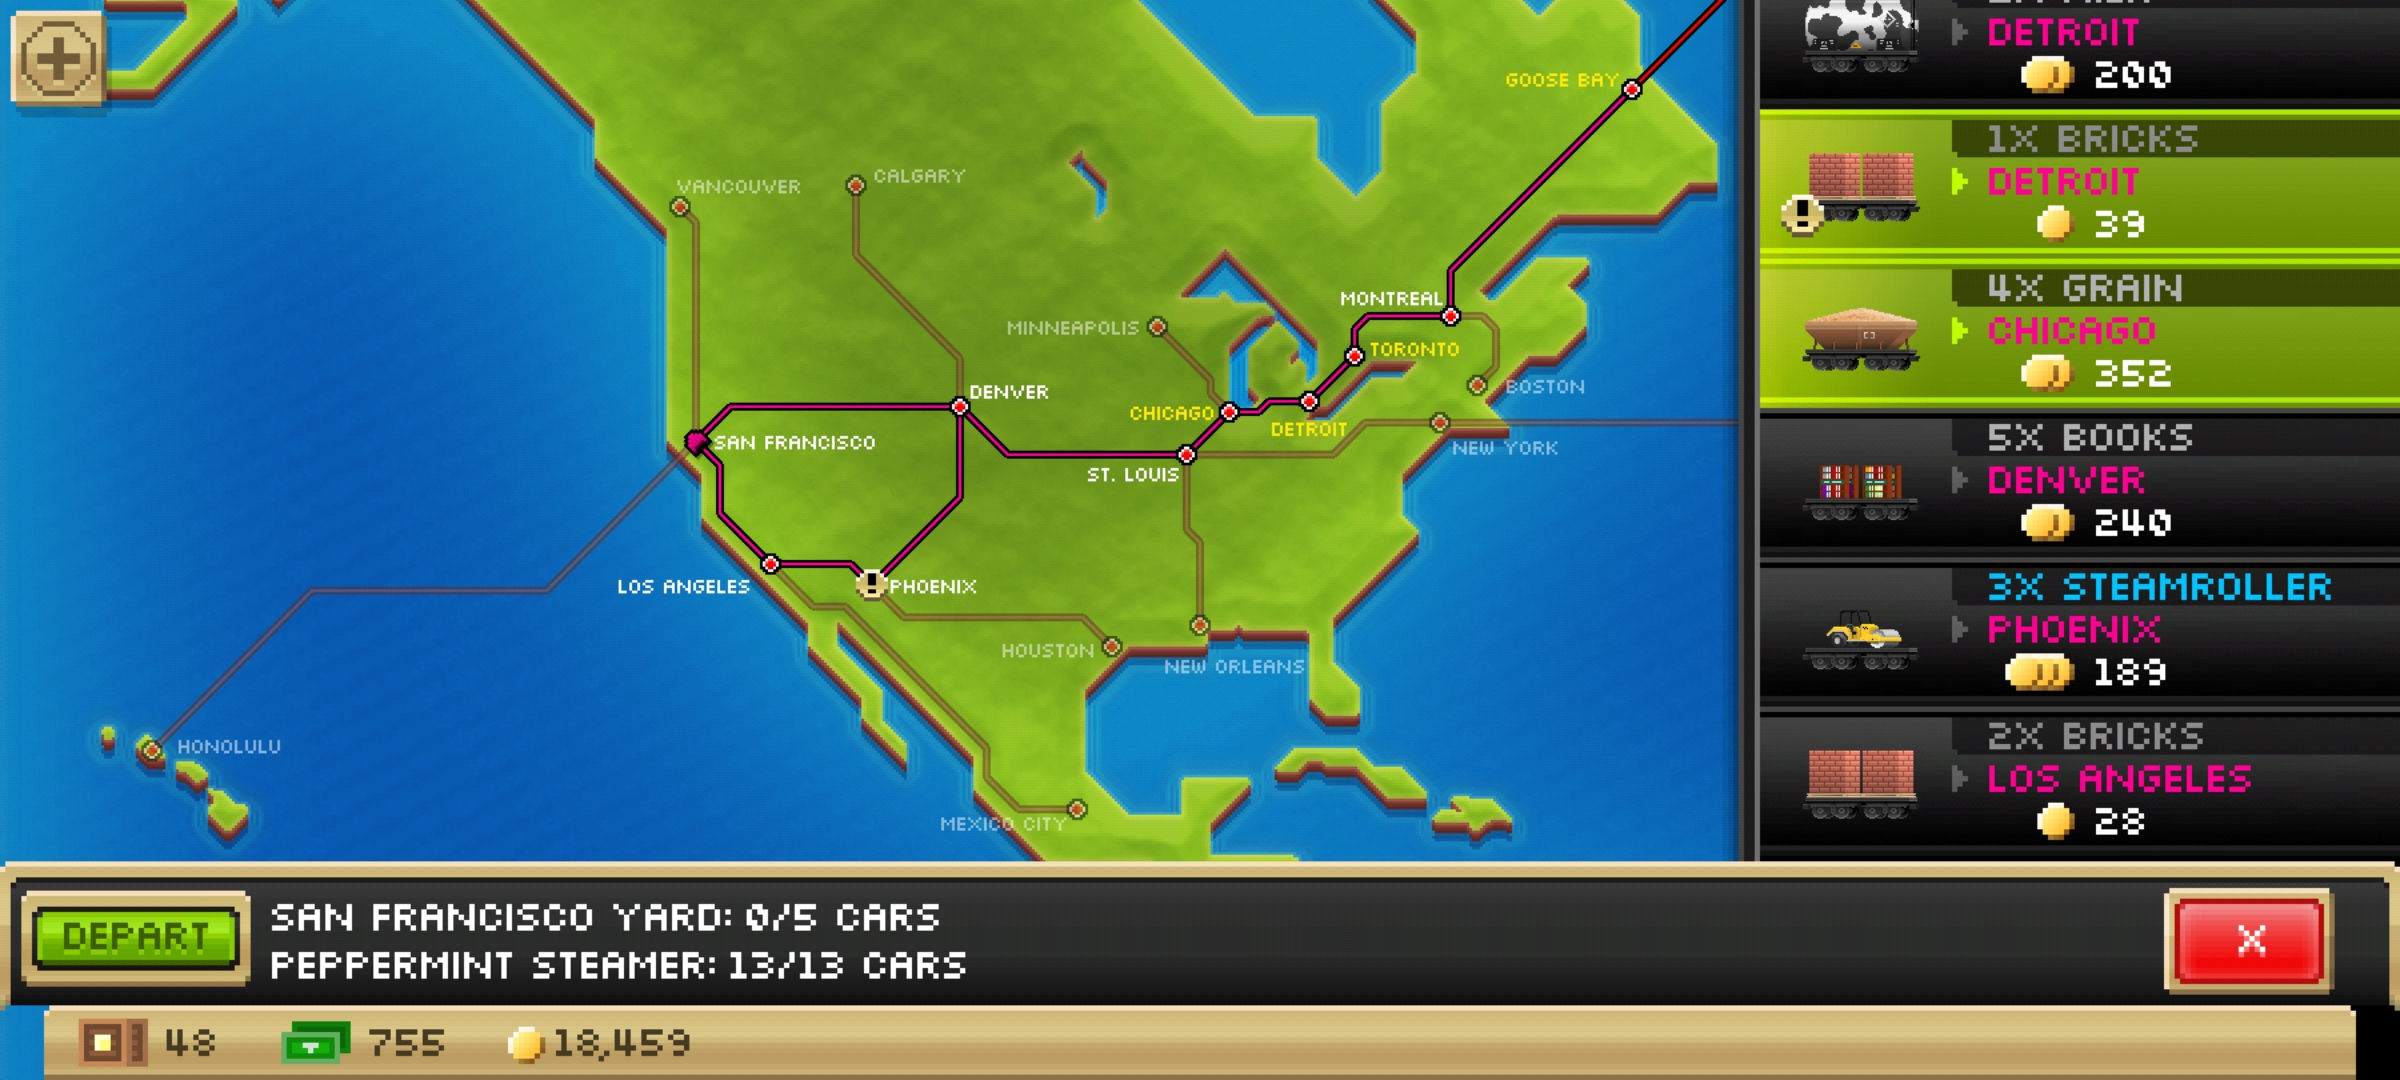 GOOSE BAY
VANCOUVER
CALGARY
MONTREAL
MINNEAPOLIS
TORONTO
DENVER
CHICAGO
BOSTON
DETROIT
SAN FRANCISCO
NEW YORK
ST. LOUIS
LOS ANGELES
PHOENIX
HOUSTON
NEW ORLEANS
HONOLULU
MEXICO CITY
DETROIT
200
1X BRICKS
DETROIT
39
4X GRAIN
CHICAGO
352
5X BOOKS
DENVER
240
3X STEAMROLLER
PHOENIX
189
2X BRICKS
LOS ANGELES
28
DEPART
SAN FRANCISCO YARD: 0/5 CARS
PEPPERMINT STEAMER: 13/13 CARS
X
48 755 18,459